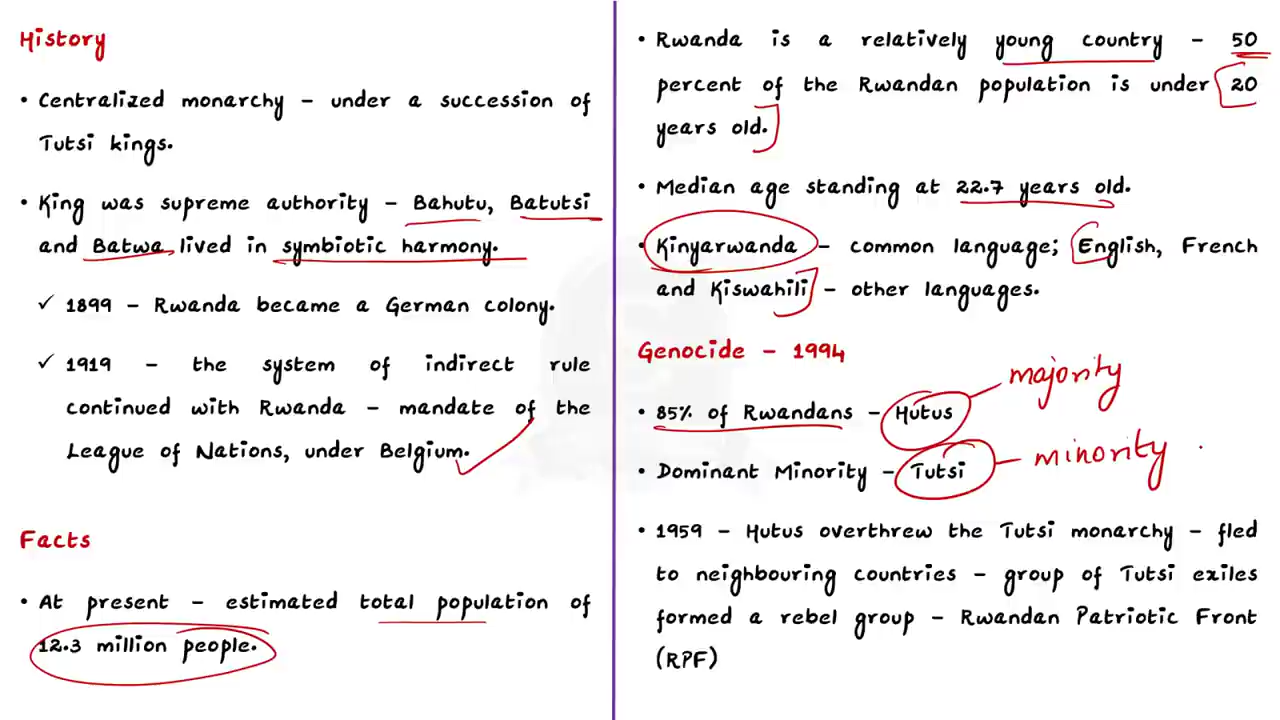 History
• Centralized monarchy – under a succession of
Tutsi kings.
• King was supreme authority – Bahutu, Batutsi
and Batwa lived in symbiotic harmony.
✓ 1899 – Rwanda became a German colony.
✓ 1919 – the system of indirect rule
continued with Rwanda – mandate of the
League of Nations, under Belgium.
Facts
• At present – estimated total population of
12.3 million people.
• Rwanda is a relatively young country – 50
percent of the Rwandan population is under 20
years old.
• Median age standing at 22.7 years old.
• Kinyarwanda – common language; English, French
and Kiswahili – other languages.
Genocide – 1994
• 85% of Rwandans – Hutus majority
• Dominant Minority – Tutsi minority
• 1959 – Hutus overthrew the Tutsi monarchy – fled
to neighbouring countries – group of Tutsi exiles
formed a rebel group – Rwandan Patriotic Front
(RPF)